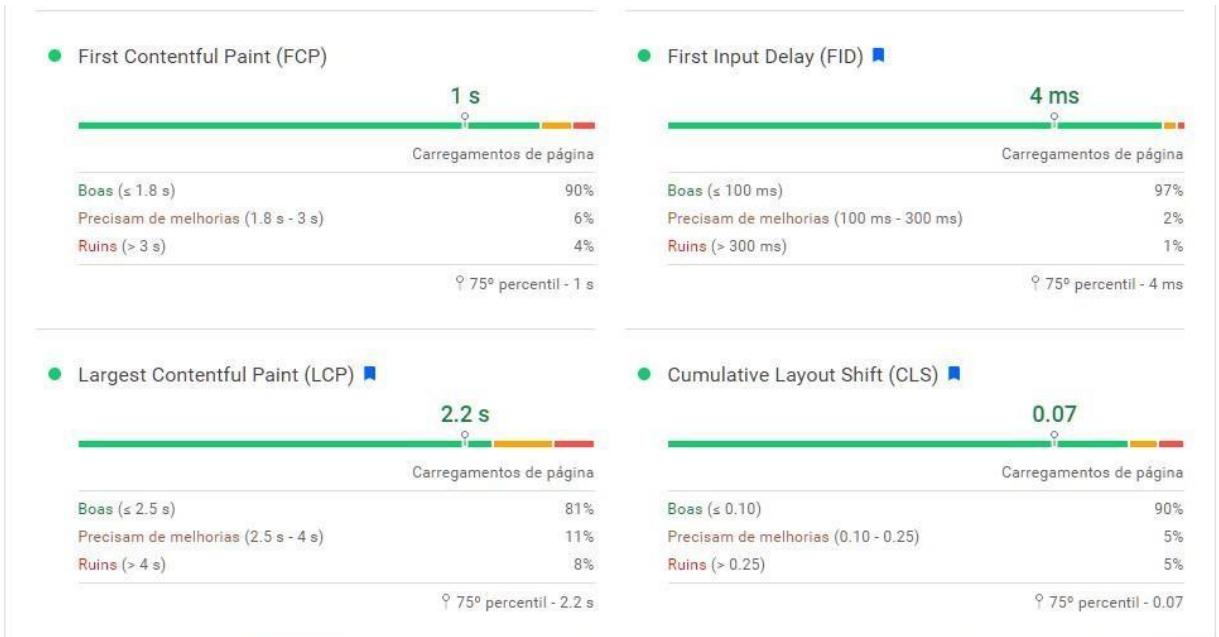 First Contentful Paint (FCP)
1 s
Carregamentos de página
Boas (≤ 1.8 s) 90%
Precisam de melhorias (1.8 s - 3 s) 6%
Ruins (> 3 s) 4%
75º percentil - 1 s
First Input Delay (FID)
4 ms
Carregamentos de página
Boas (≤ 100 ms) 97%
Precisam de melhorias (100 ms - 300 ms) 2%
Ruins (> 300 ms) 1%
75º percentil - 4 ms
Largest Contentful Paint (LCP)
2.2 s
Carregamentos de página
Boas (≤ 2.5 s) 81%
Precisam de melhorias (2.5 s - 4 s) 11%
Ruins (> 4 s) 8%
75º percentil - 2.2 s
Cumulative Layout Shift (CLS)
0.07
Carregamentos de página
Boas (≤ 0.10) 90%
Precisam de melhorias (0.10 - 0.25) 5%
Ruins (> 0.25) 5%
75º percentil - 0.07